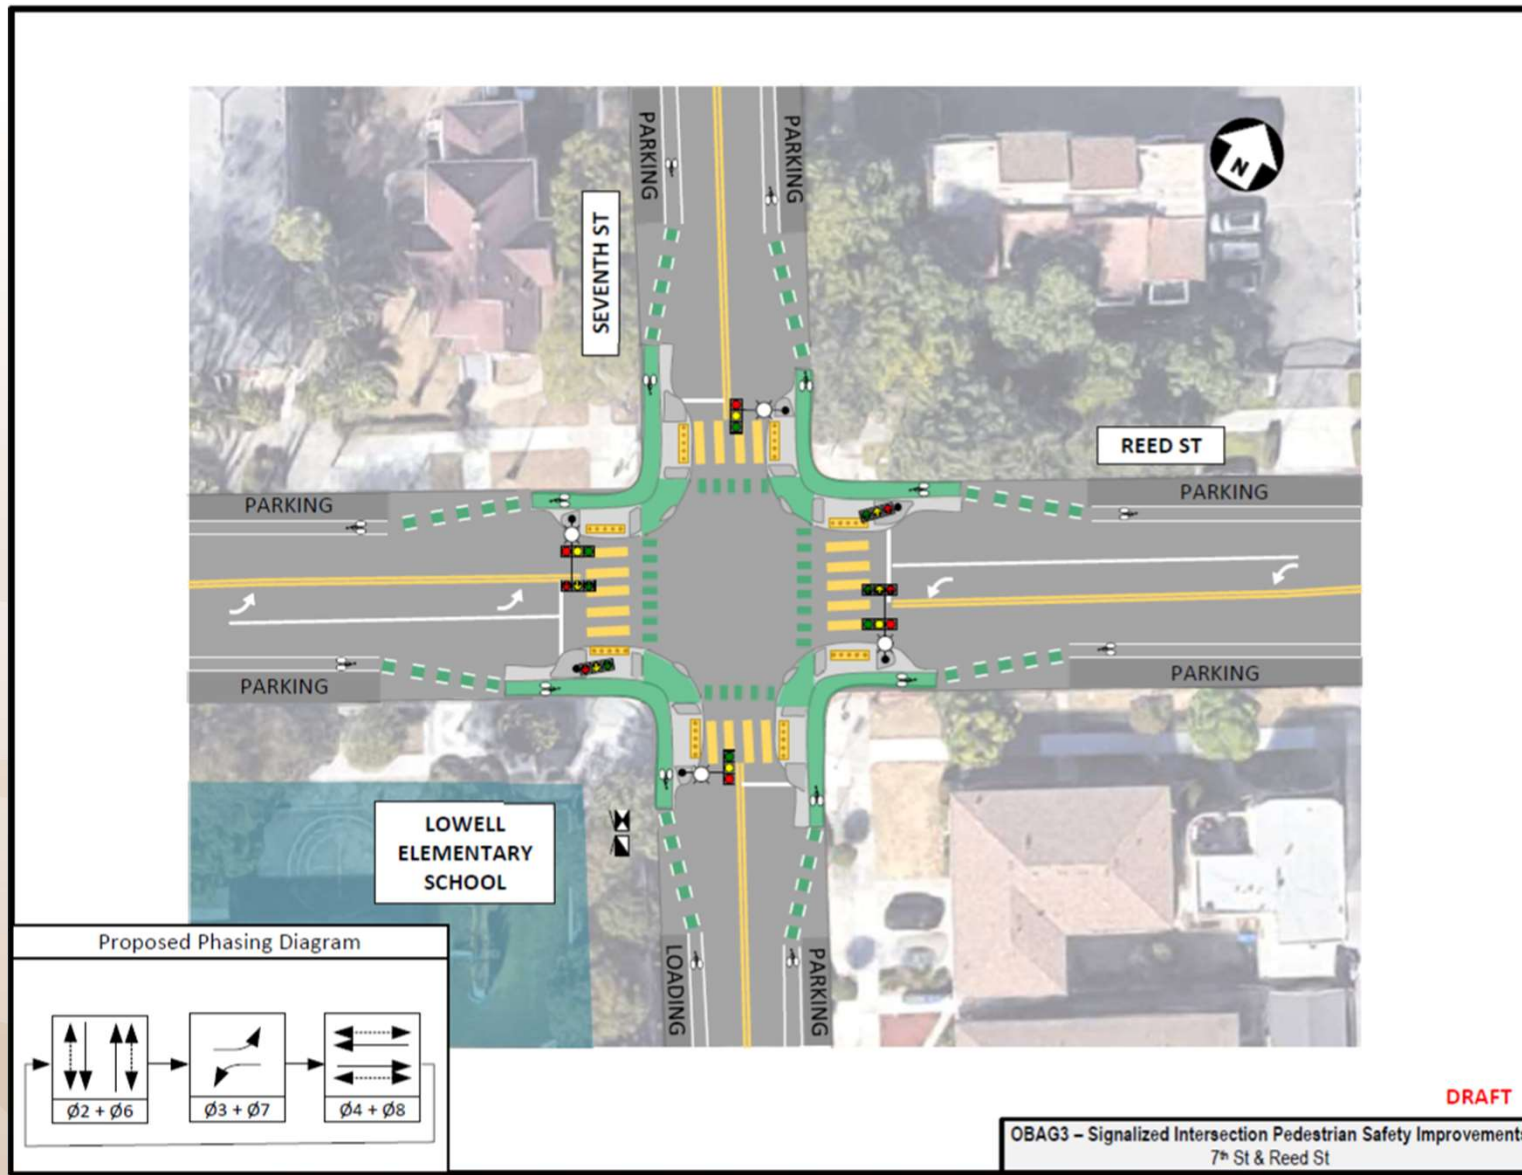 PARKING
PARKING
SEVENTH ST
N
REED ST
PARKING
PARKING
PARKING
PARKING
LOWELL
ELEMENTARY
SCHOOL
LOADING
PARKING
Proposed Phasing Diagram
Ø2 + Ø6
Ø3 + Ø7
Ø4 + Ø8
DRAFT
OBAG3 – Signalized Intersection Pedestrian Safety Improvements
7th St & Reed St